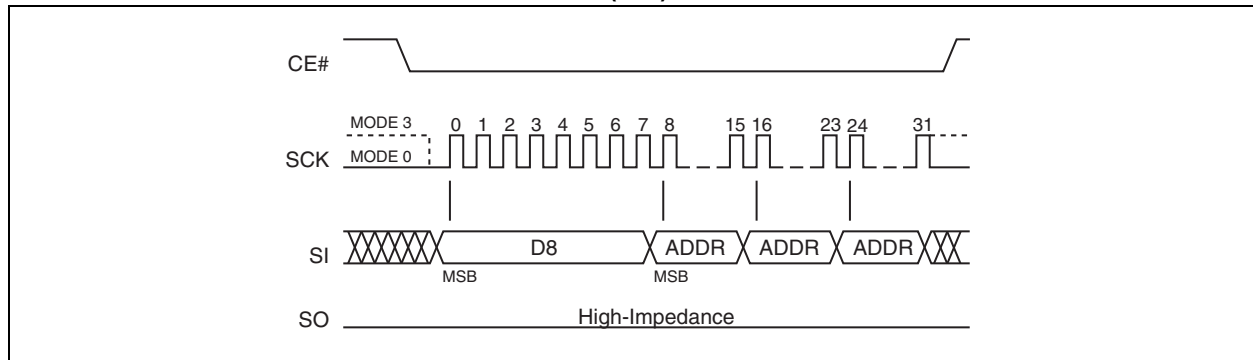 CE#
MODE 3
0 1 2 3 4 5 6 7 8 15 16 23 24 31
SCK
MODE 0
SI
D8 ADDR ADDR ADDR
MSB MSB
SO
High-Impedance